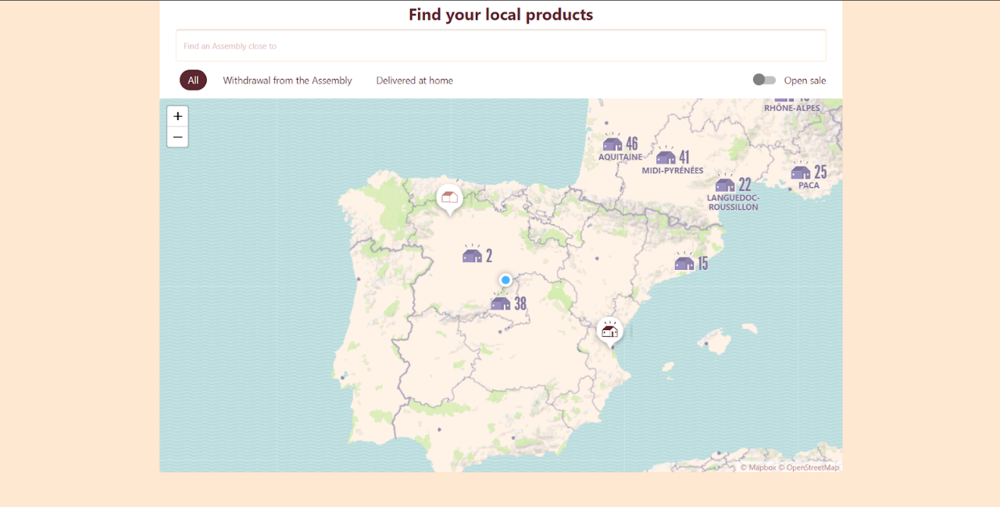 Find your local products
Find an Assembly close to
All
Withdrawal from the Assembly
Delivered at home
Open sale
+
−
RHÔNE-ALPES
46
AQUITAINE
41
MIDI-PYRÉNÉES
25
PACA
22
LANGUEDOC-
ROUSSILLON
2
15
38
© Mapbox © OpenStreetMap